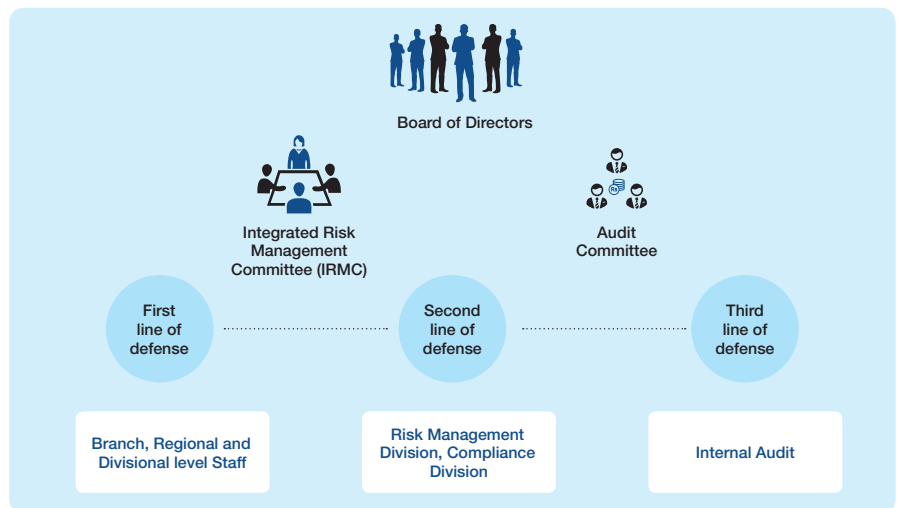 Board of Directors
Integrated Risk
Management
Committee (IRMC)
Audit
Committee
Rs
First
line of
defense
Second
line of
defense
Third
line of
defense
Branch, Regional and
Divisional level Staff
Risk Management
Division, Compliance
Division
Internal Audit